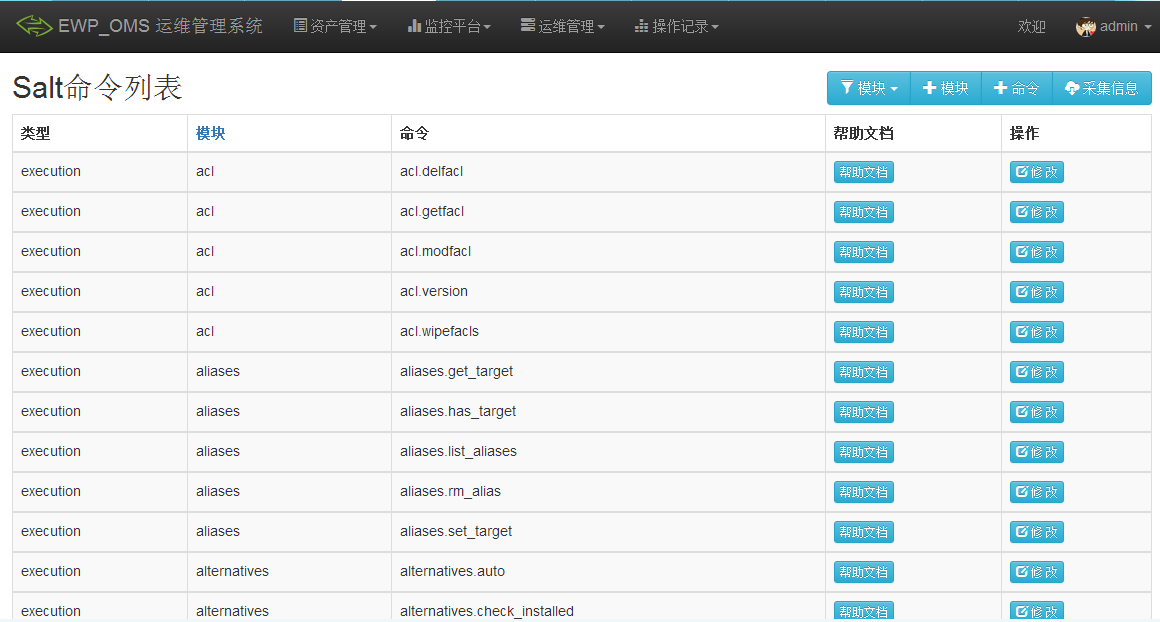 EWP_OMS 运维管理系统 资产管理 监控平台 运维管理 操作记录 欢迎 admin
Salt命令列表 模块 模块 命令 采集信息
类型 模块 命令 帮助文档 操作
execution acl acl.delfacl 帮助文档 修改
execution acl acl.getfacl 帮助文档 修改
execution acl acl.modfacl 帮助文档 修改
execution acl acl.version 帮助文档 修改
execution acl acl.wipefacls 帮助文档 修改
execution aliases aliases.get_target 帮助文档 修改
execution aliases aliases.has_target 帮助文档 修改
execution aliases aliases.list_aliases 帮助文档 修改
execution aliases aliases.rm_alias 帮助文档 修改
execution aliases aliases.set_target 帮助文档 修改
execution alternatives alternatives.auto 帮助文档 修改
execution alternatives alternatives.check_installed 帮助文档 修改